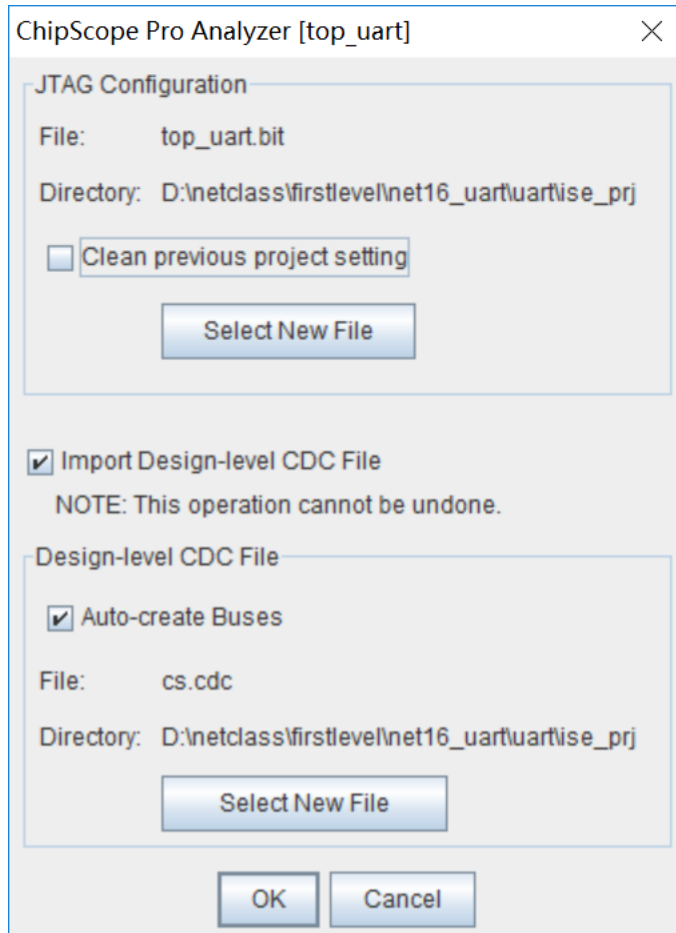 ChipScope Pro Analyzer [top_uart]
JTAG Configuration
File: top_uart.bit
Directory: D:\netclass\firstlevel\net16_uart\uart\ise_prj
Clean previous project setting
Select New File
Import Design-level CDC File
NOTE: This operation cannot be undone.
Design-level CDC File
Auto-create Buses
File: cs.cdc
Directory: D:\netclass\firstlevel\net16_uart\uart\ise_prj
Select New File
OK Cancel